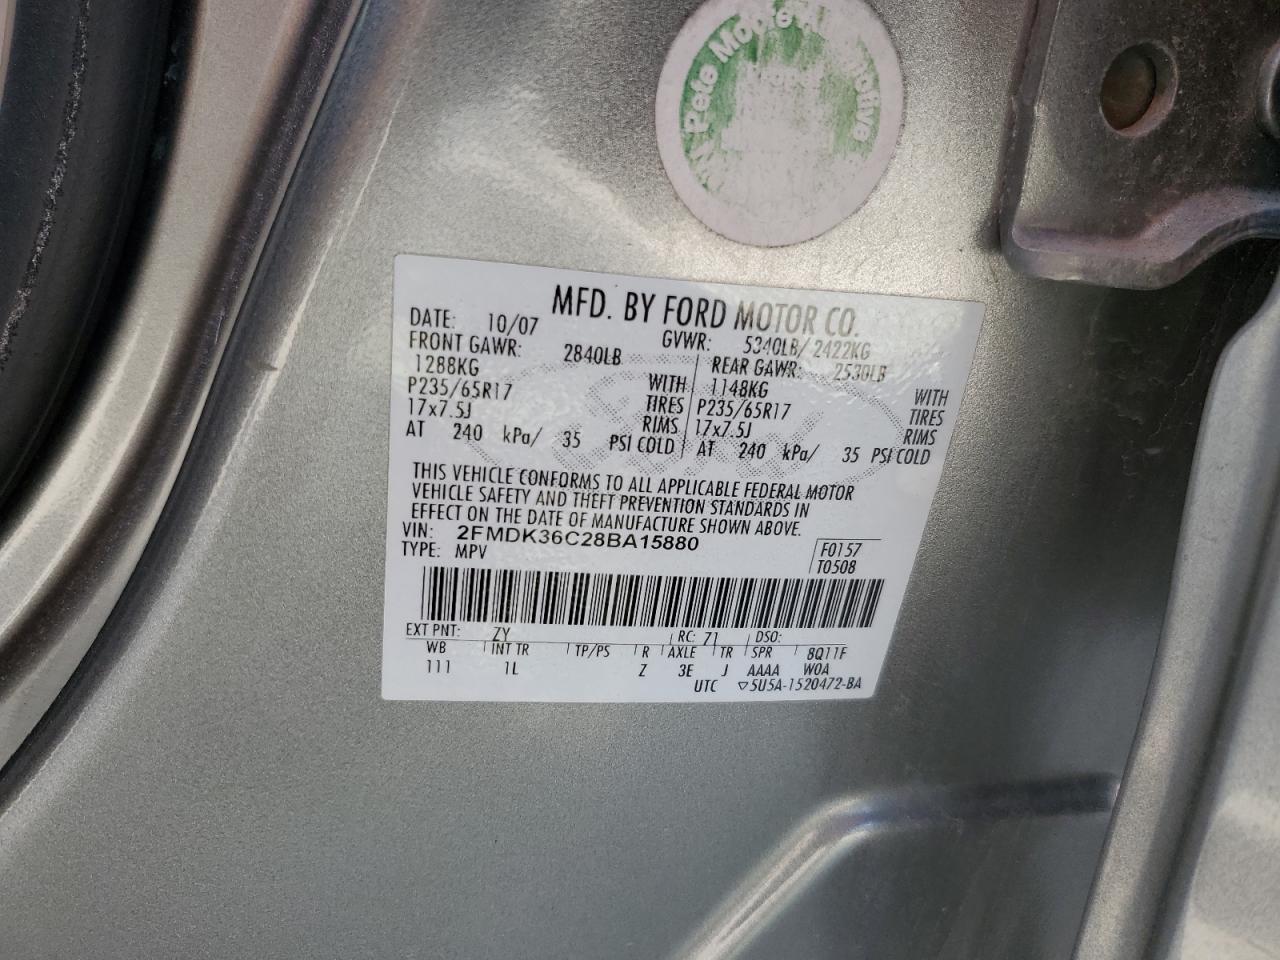 Pete Moore Automotive
MFD. BY FORD MOTOR CO.
DATE: 10/07 GVWR: 5340LB/ 2422KG
FRONT GAWR: 2840LB REAR GAWR: 2530LB
1288KG WITH 1148KG WITH
P235/65R17 TIRES P235/65R17 TIRES
17x7.5J RIMS 17x7.5J RIMS
AT 240 kPa/ 35 PSI COLD AT 240 kPa/ 35 PSI COLD
THIS VEHICLE CONFORMS TO ALL APPLICABLE FEDERAL MOTOR
VEHICLE SAFETY AND THEFT PREVENTION STANDARDS IN
EFFECT ON THE DATE OF MANUFACTURE SHOWN ABOVE.
VIN: 2FMDK36C28BA15880 F0157
TYPE: MPV T0508
EXT PNT: ZY RC: 71 DSO:
WB INT TR TP/PS R AXLE TR SPR 8Q11F
111 1L Z 3E J AAAA W0A
UTC ▽5U5A-1520472-BA